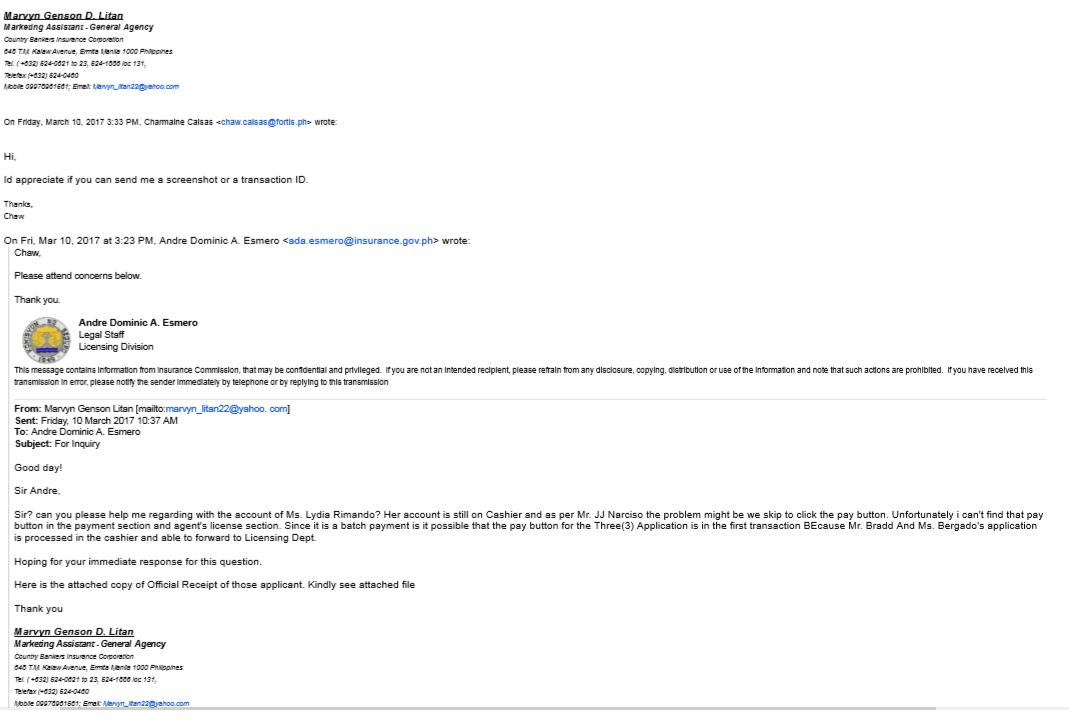 Marvyn Genson D. Litan
Marketing Assistant - General Agency
Country Bankers Insurance Corporation
648 T.M. Kalaw Avenue, Ermita Manila 1000 Philippines
Tel. ( +632) 524-0621 to 23, 524-1666 loc 131,
Telefax (+632) 524-0460
Mobile 09976961561; Email: Marvyn_litan22@yahoo.com
On Friday, March 10, 2017 3:33 PM, Charmaine Calsas <chaw.calsas@fortis.ph> wrote:
Hi,
Id appreciate if you can send me a screenshot or a transaction ID.
Thanks,
Chaw
On Fri, Mar 10, 2017 at 3:23 PM, Andre Dominic A. Esmero <ada.esmero@insurance.gov.ph> wrote:
Chaw,
Please attend concerns below.
Thank you.
Andre Dominic A. Esmero
Legal Staff
Licensing Division
This message contains information from Insurance Commission, that may be confidential and privileged. If you are not an intended recipient, please refrain from any disclosure, copying, distribution or use of the information and note that such actions are prohibited. If you have received this
transmission in error, please notify the sender immediately by telephone or by replying to this transmission
From: Marvyn Genson Litan [mailto:marvyn_litan22@yahoo. com]
Sent: Friday, 10 March 2017 10:37 AM
To: Andre Dominic A. Esmero
Subject: For Inquiry
Good day!
Sir Andre,
Sir? can you please help me regarding with the account of Ms. Lydia Rimando? Her account is still on Cashier and as per Mr. JJ Narciso the problem might be we skip to click the pay button. Unfortunately i can't find that pay
button in the payment section and agent's license section. Since it is a batch payment is it possible that the pay button for the Three(3) Application is in the first transaction BEcause Mr. Bradd And Ms. Bergado's application
is processed in the cashier and able to forward to Licensing Dept.
Hoping for your immediate response for this question.
Here is the attached copy of Official Receipt of those applicant. Kindly see attached file
Thank you
Marvyn Genson D. Litan
Marketing Assistant - General Agency
Country Bankers Insurance Corporation
648 T.M. Kalaw Avenue, Ermita Manila 1000 Philippines
Tel. ( +632) 524-0621 to 23, 524-1666 loc 131,
Telefax (+632) 524-0460
Mobile 09976961561; Email: Marvyn_litan22@yahoo.com